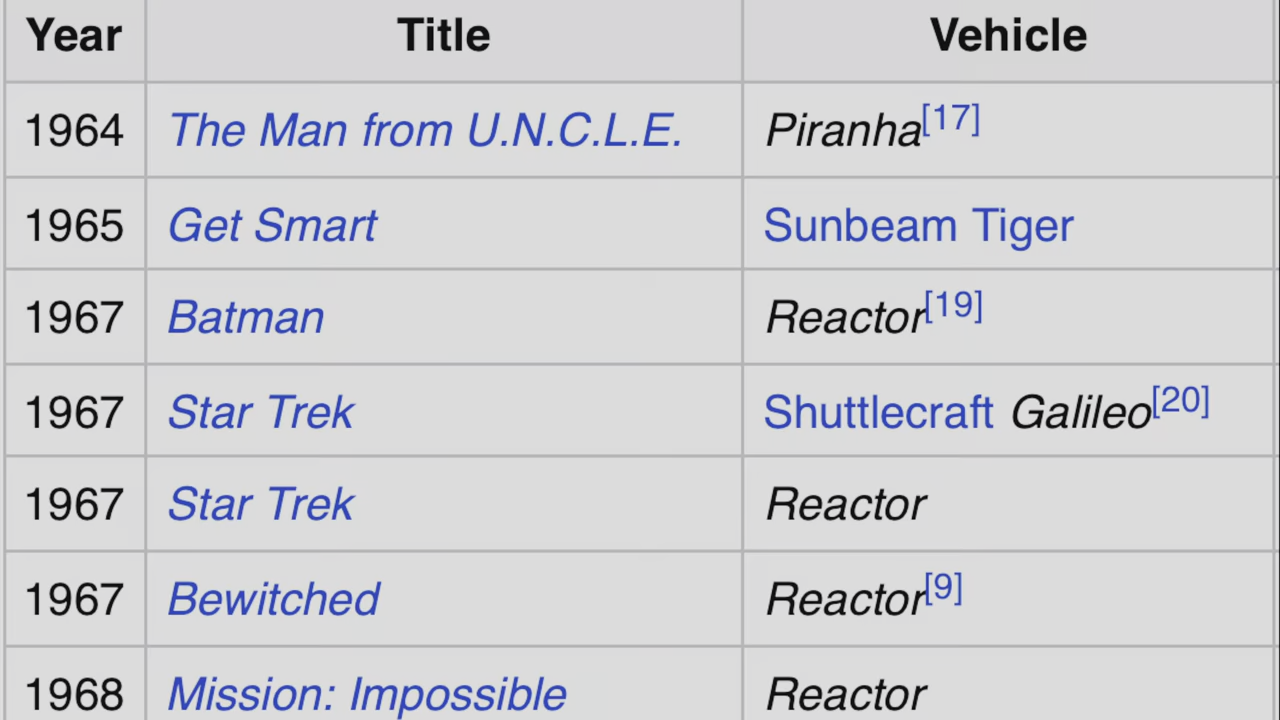 Year Title Vehicle
1964 The Man from U.N.C.L.E. Piranha[17]
1965 Get Smart Sunbeam Tiger
1967 Batman Reactor[19]
1967 Star Trek Shuttlecraft Galileo[20]
1967 Star Trek Reactor
1967 Bewitched Reactor[9]
1968 Mission: Impossible Reactor